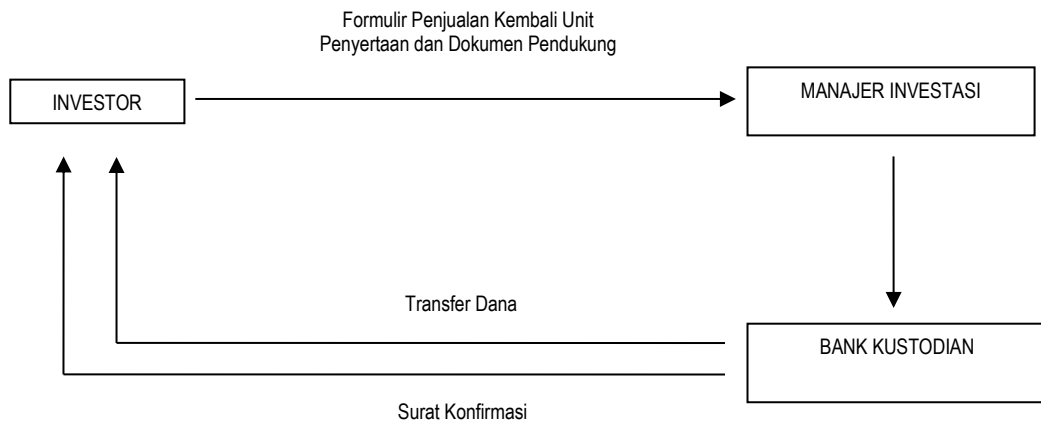 Formulir Penjualan Kembali Unit
Penyertaan dan Dokumen Pendukung
INVESTOR
MANAJER INVESTASI
Transfer Dana
BANK KUSTODIAN
Surat Konfirmasi